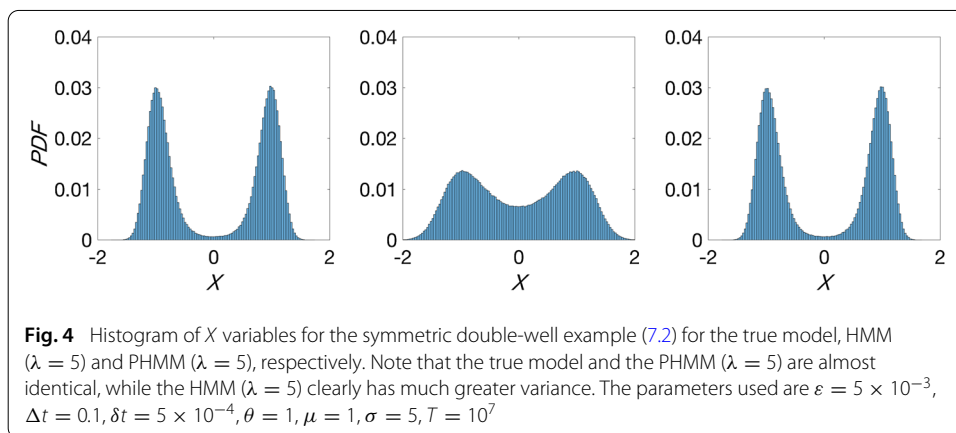 0.04 0.04 0.04
0.03 0.03 0.03
PDF
0.02 0.02 0.02
0.01 0.01 0.01
0 0 0
-2 0 2 -2 0 2 -2 0 2
X X X
Fig. 4 Histogram of X variables for the symmetric double-well example (7.2) for the true model, HMM
(λ = 5) and PHMM (λ = 5), respectively. Note that the true model and the PHMM (λ = 5) are almost
identical, while the HMM (λ = 5) clearly has much greater variance. The parameters used are ε = 5 × 10⁻³,
Δt = 0.1, δt = 5 × 10⁻⁴, θ = 1, μ = 1, σ = 5, T = 10⁷